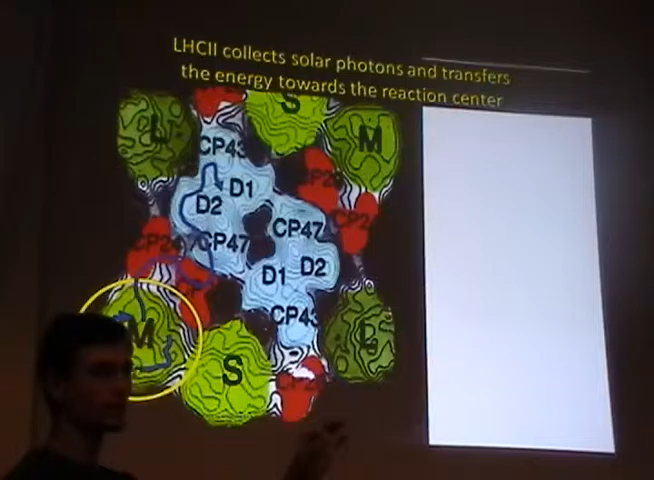 LHCII collects solar photons and transfers
the energy towards the reaction center
S
L
M
CP43
D1
D2
CP47
CP47
D1
D2
M
CP43
L
S